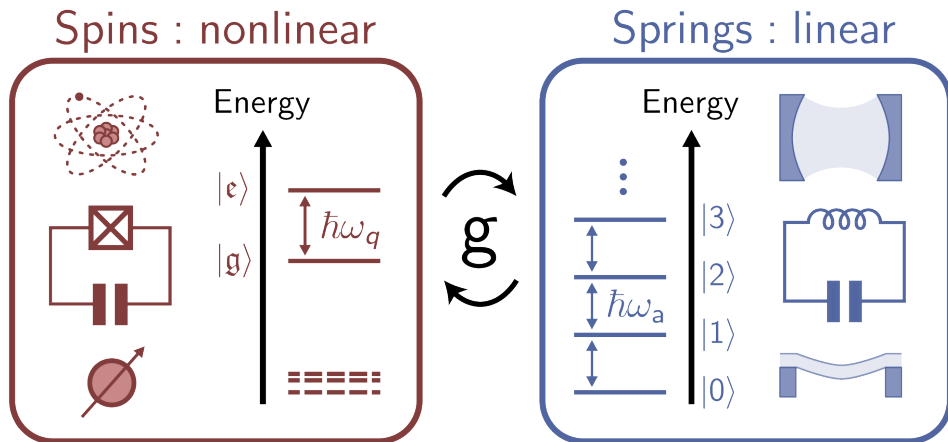 Spins : nonlinear
Springs : linear
Energy
|𝔢⟩
ħω_q
|𝔤⟩
g
Energy
|3⟩
|2⟩
ħω_a
|1⟩
|0⟩